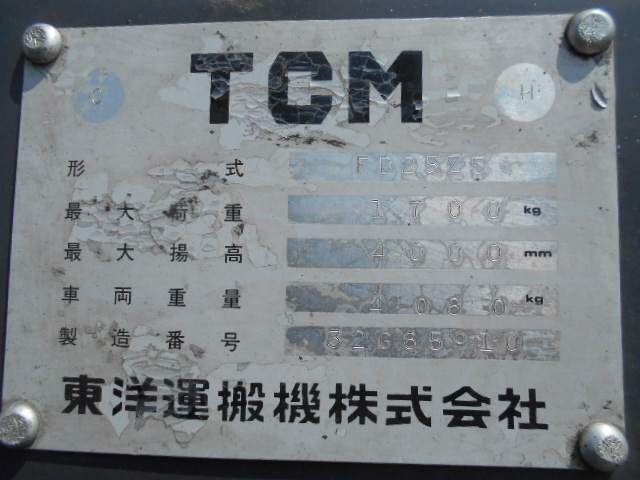 TCM
C H
形式 FD25Z5
最大荷重 1700 kg
最大揚高 4000 mm
車両重量 4080 kg
製造番号 32G85910
東洋運搬機株式会社